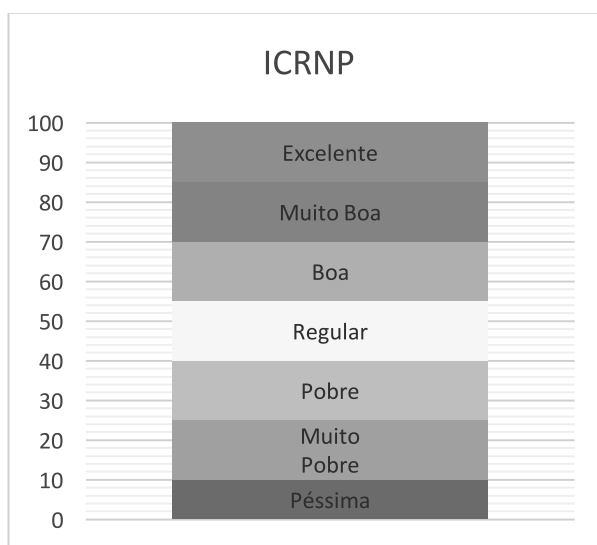 ICRNP
100
90
80
70
60
50
40
30
20
10
0
Excelente
Muito Boa
Boa
Regular
Pobre
Muito
Pobre
Péssima